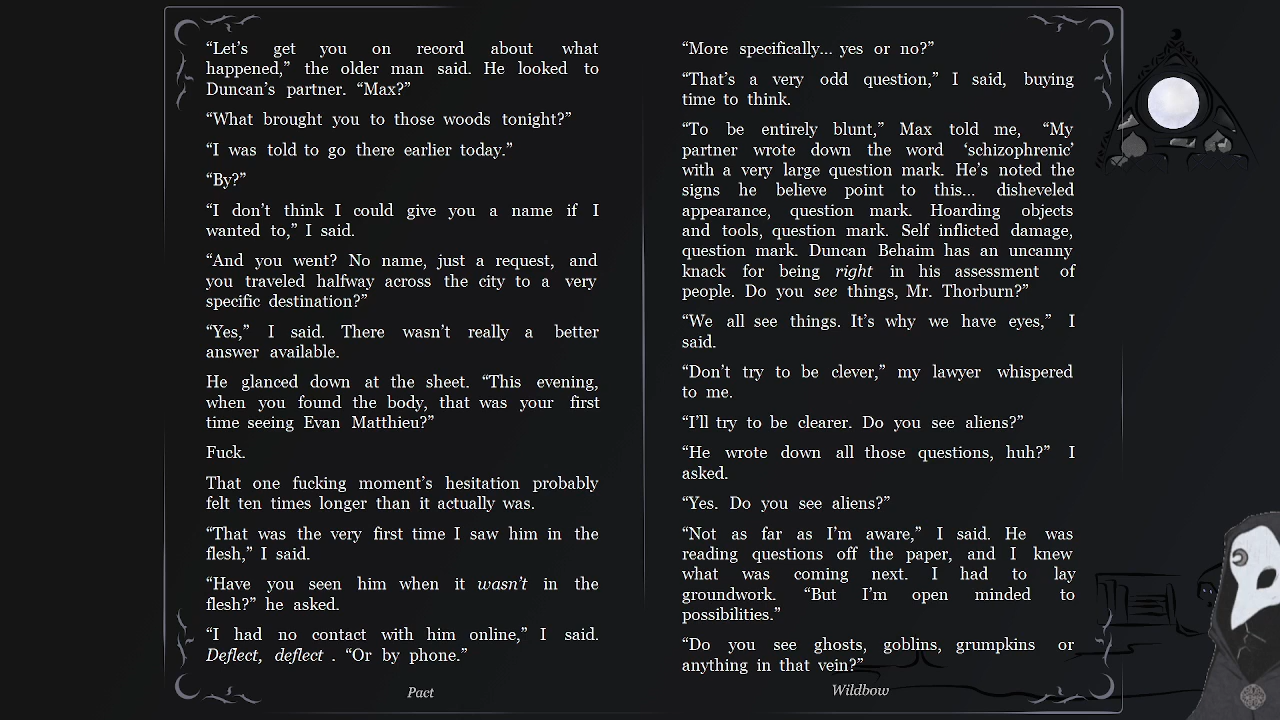 “Let’s get you on record about what
happened,” the older man said. He looked to
Duncan’s partner. “Max?”
“What brought you to those woods tonight?”
“I was told to go there earlier today.”
“By?”
“I don’t think I could give you a name if I
wanted to,” I said.
“And you went? No name, just a request, and
you traveled halfway across the city to a very
specific destination?”
“Yes,” I said. There wasn’t really a better
answer available.
He glanced down at the sheet. “This evening,
when you found the body, that was your first
time seeing Evan Matthieu?”
Fuck.
That one fucking moment’s hesitation probably
felt ten times longer than it actually was.
“That was the very first time I saw him in the
flesh,” I said.
“Have you seen him when it wasn’t in the
flesh?” he asked.
“I had no contact with him online,” I said.
Deflect, deflect . “Or by phone.”
Pact
“More specifically… yes or no?”
“That’s a very odd question,” I said, buying
time to think.
“To be entirely blunt,” Max told me, “My
partner wrote down the word ‘schizophrenic’
with a very large question mark. He’s noted the
signs he believe point to this… disheveled
appearance, question mark. Hoarding objects
and tools, question mark. Self inflicted damage,
question mark. Duncan Behaim has an uncanny
knack for being right in his assessment of
people. Do you see things, Mr. Thorburn?”
“We all see things. It’s why we have eyes,” I
said.
“Don’t try to be clever,” my lawyer whispered
to me.
“I’ll try to be clearer. Do you see aliens?”
“He wrote down all those questions, huh?” I
asked.
“Yes. Do you see aliens?”
“Not as far as I’m aware,” I said. He was
reading questions off the paper, and I knew
what was coming next. I had to lay
groundwork. “But I’m open minded to
possibilities.”
“Do you see ghosts, goblins, grumpkins or
anything in that vein?”
Wildbow